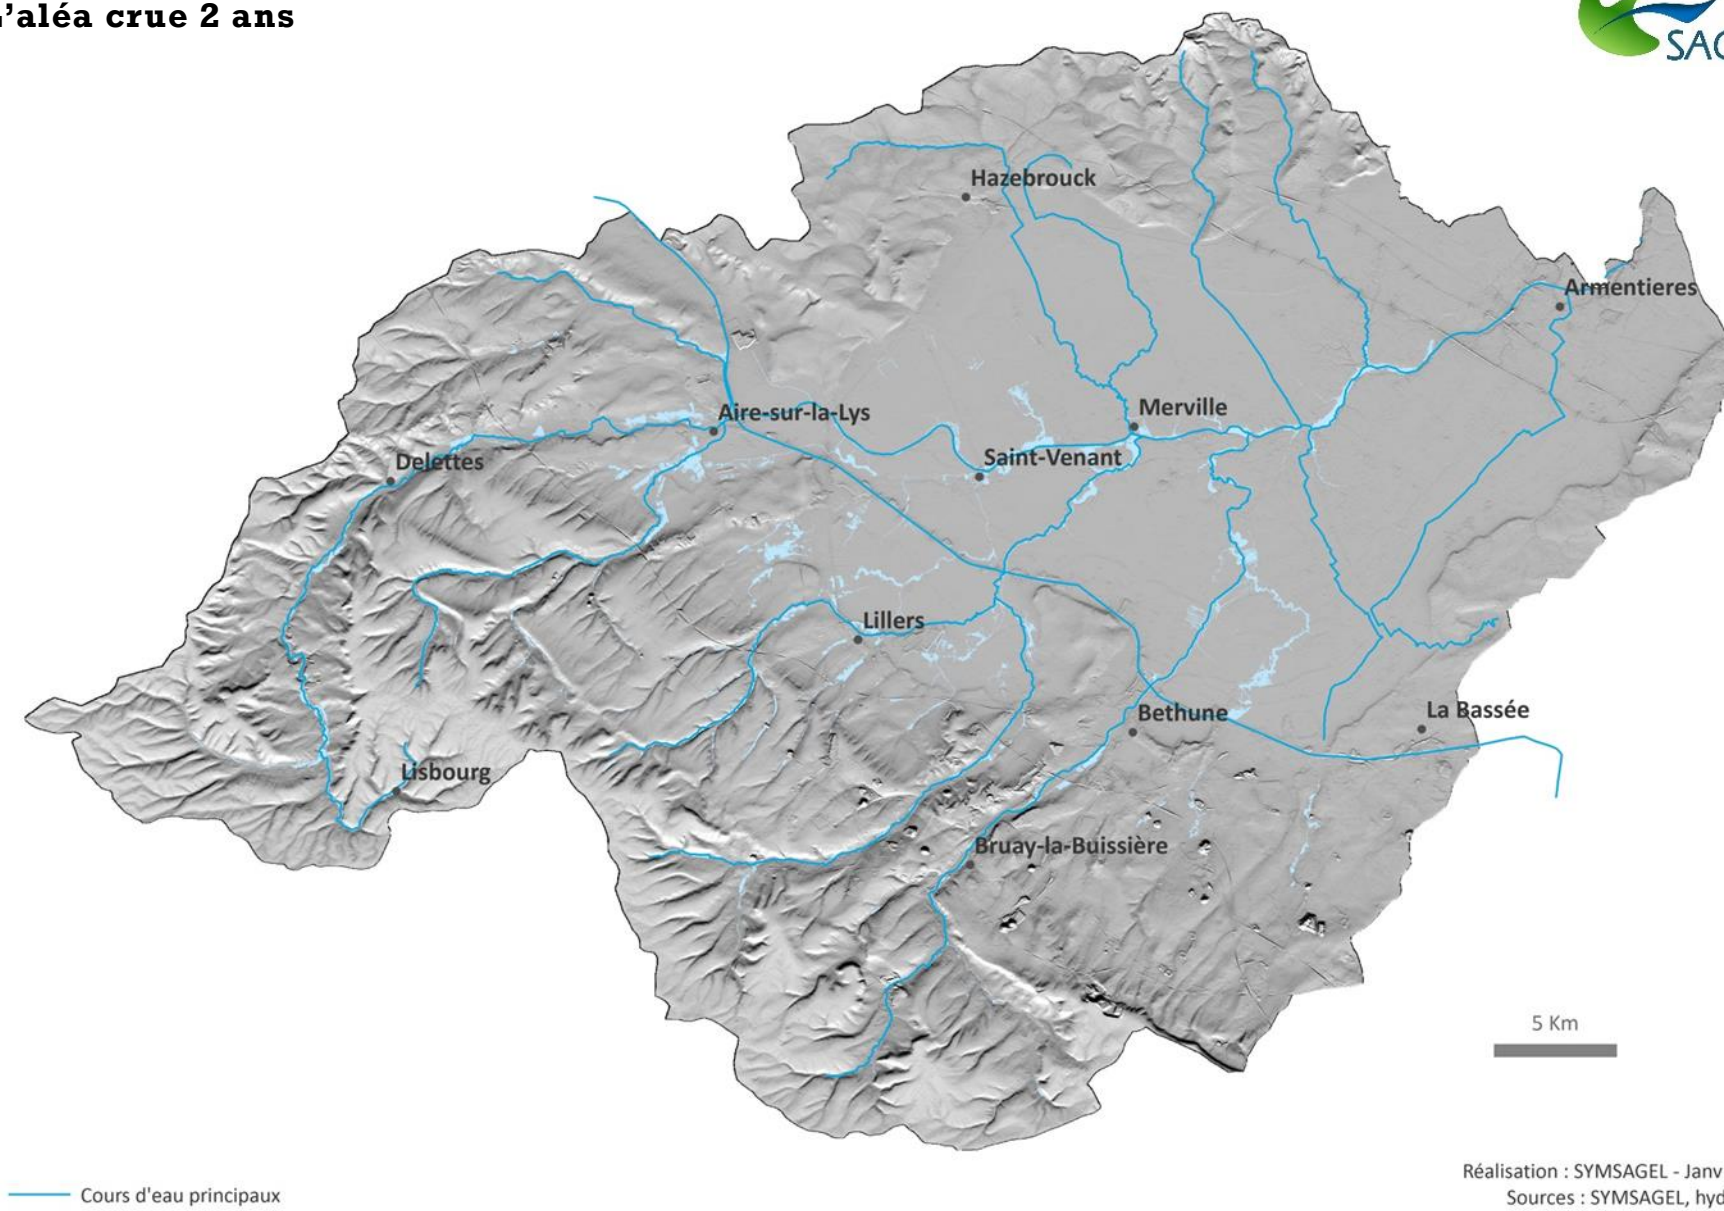 'aléa crue 2 ans
SAG
Hazebrouck
Armentieres
Aire-sur-la-Lys
Merville
Saint-Venant
Delettes
Lillers
Bethune
La Bassée
Lisbourg
Bruay-la-Buissière
5 Km
Cours d'eau principaux
Réalisation : SYMSAGEL - Janv
Sources : SYMSAGEL, hyd